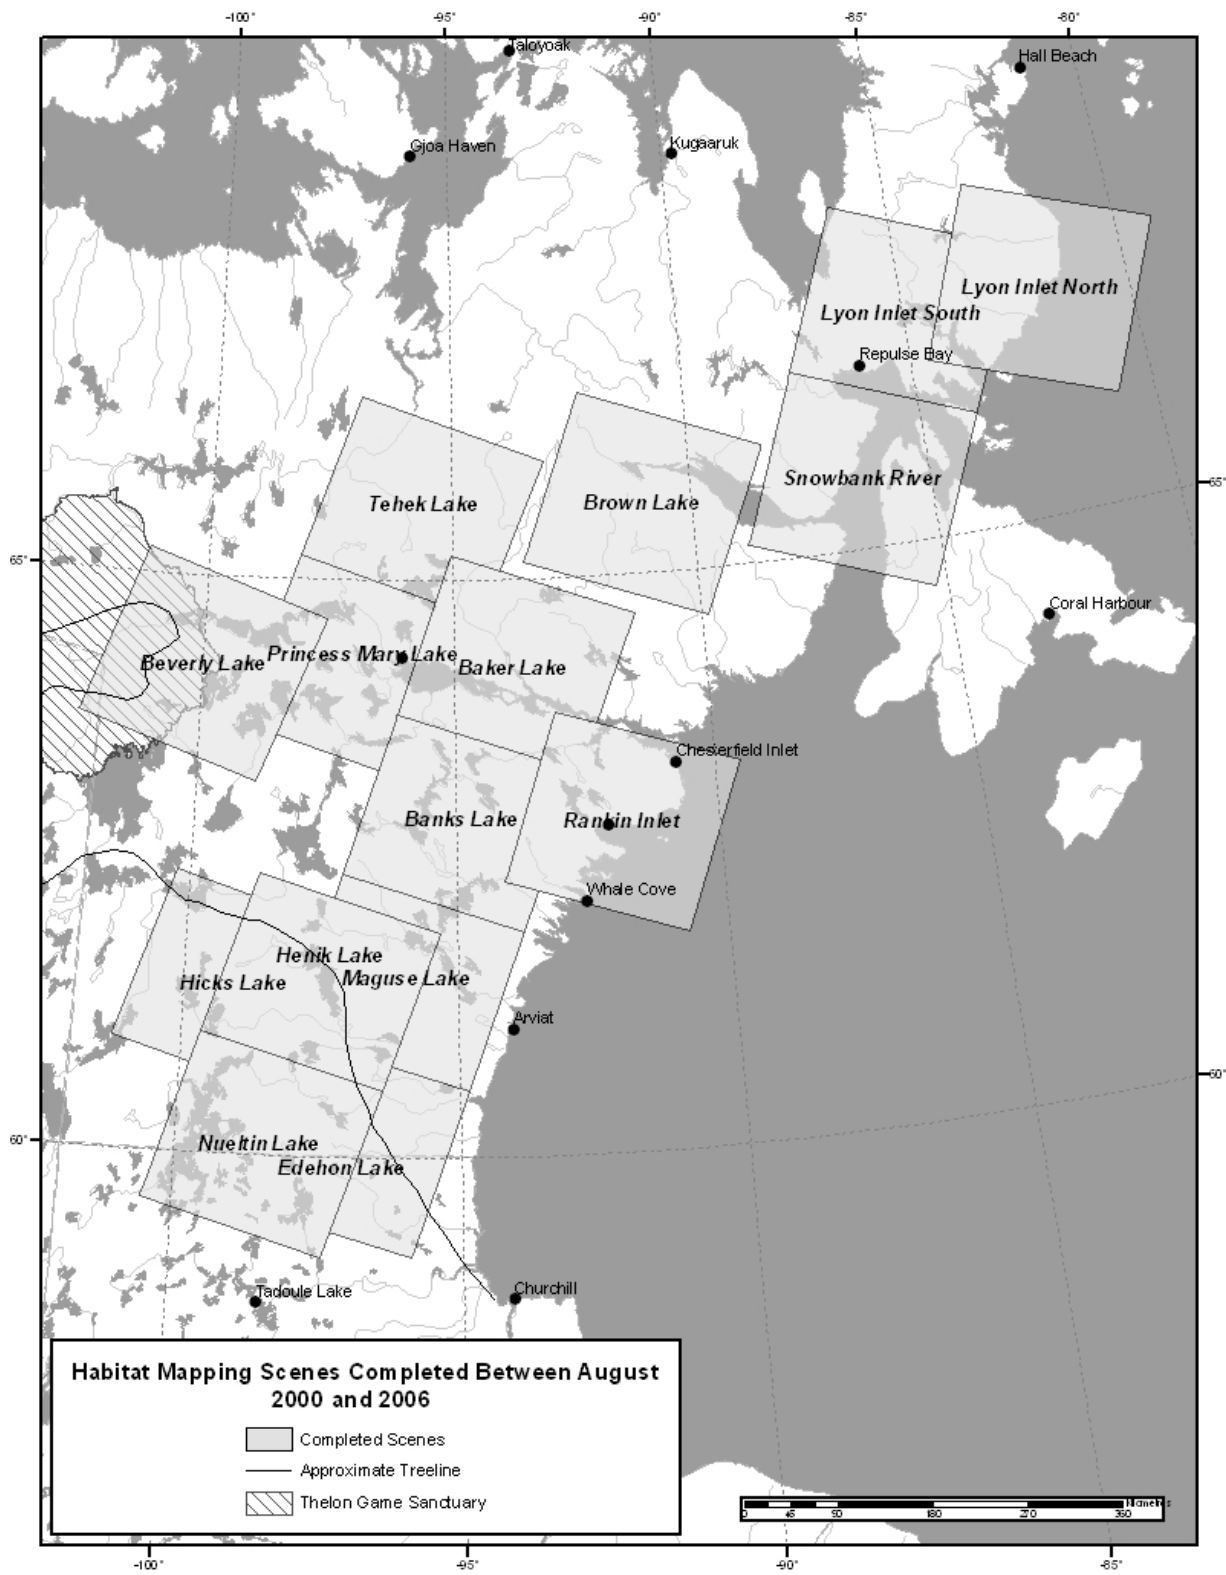 -100°
-95°
-90°
-85°
-80°
Taloyoak
Hall Beach
Gjoa Haven
Kugaaruk
Lyon Inlet North
Lyon Inlet South
Repulse Bay
Snowbank River
Tehek Lake
Brown Lake
65°
65°
Coral Harbour
Beverly Lake
Princess Mary Lake
Baker Lake
Chesterfield Inlet
Banks Lake
Rankin Inlet
Whale Cove
Henik Lake
Hicks Lake
Maguse Lake
Arviat
60°
60°
Nueltin Lake
Edehon Lake
Tadoule Lake
Churchill
Habitat Mapping Scenes Completed Between August
2000 and 2006
Completed Scenes
Approximate Treeline
Thelon Game Sanctuary
Kilometres
0 45 90 180 270 360
-100°
-95°
-90°
-85°